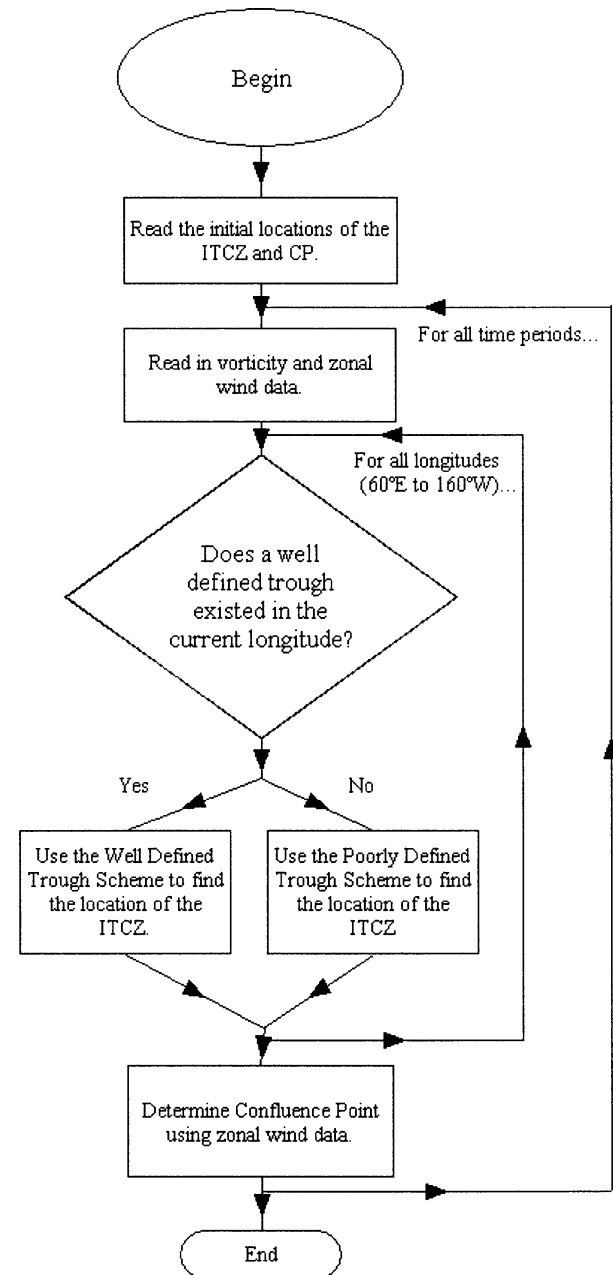 Begin
Read the initial locations of the
ITCZ and CP.
For all time periods...
Read in vorticity and zonal
wind data.
For all longitudes
(60ºE to 160ºW)...
Does a well
defined trough
existed in the
current longitude?
Yes
No
Use the Well Defined
Trough Scheme to find
the location of the
ITCZ.
Use the Poorly Defined
Trough Scheme to find
the location of the
ITCZ
Determine Confluence Point
using zonal wind data.
End